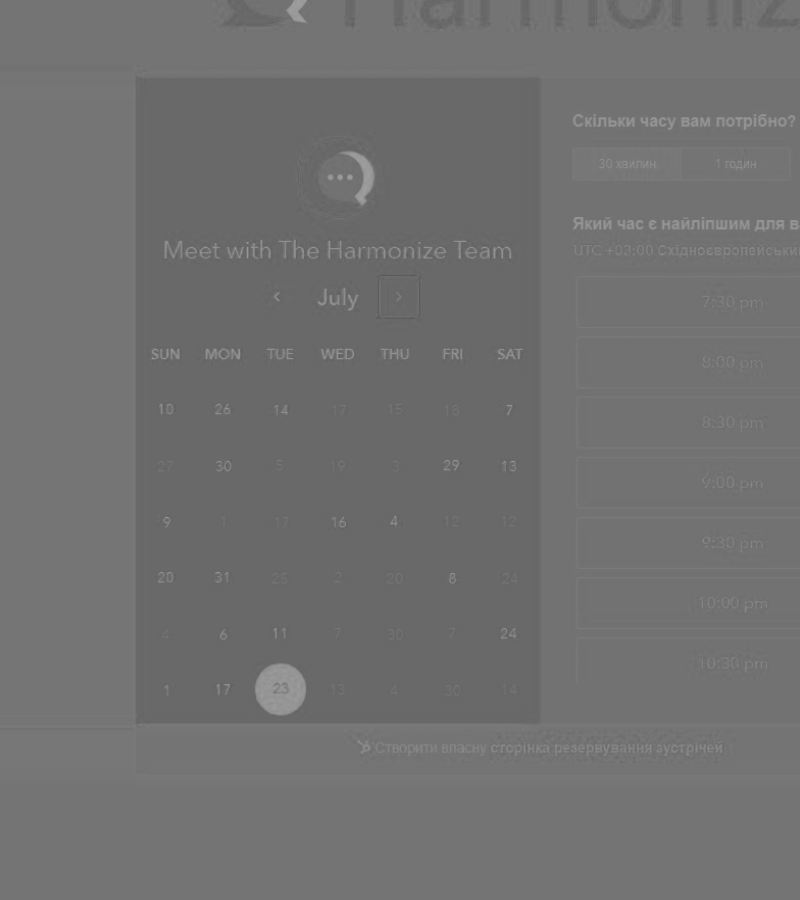 Harmoniz
Скільки часу вам потрібно?
30 хвилин
1 годин
Який час є найліпшим для в
UTC +03:00 Східноєвропейськи
7:30 pm
8:00 pm
8:30 pm
9:00 pm
9:30 pm
10:00 pm
10:30 pm
Meet with The Harmonize Team
July
SUN MON TUE WED THU FRI SAT
10 26 14 17 15 18 7
27 30 5 19 3 29 13
9 1 17 16 4 12 12
20 31 25 2 20 8 24
4 6 11 7 30 7 24
1 17 23 13 4 30 14
Створити власну сторінка резервування зустрічей